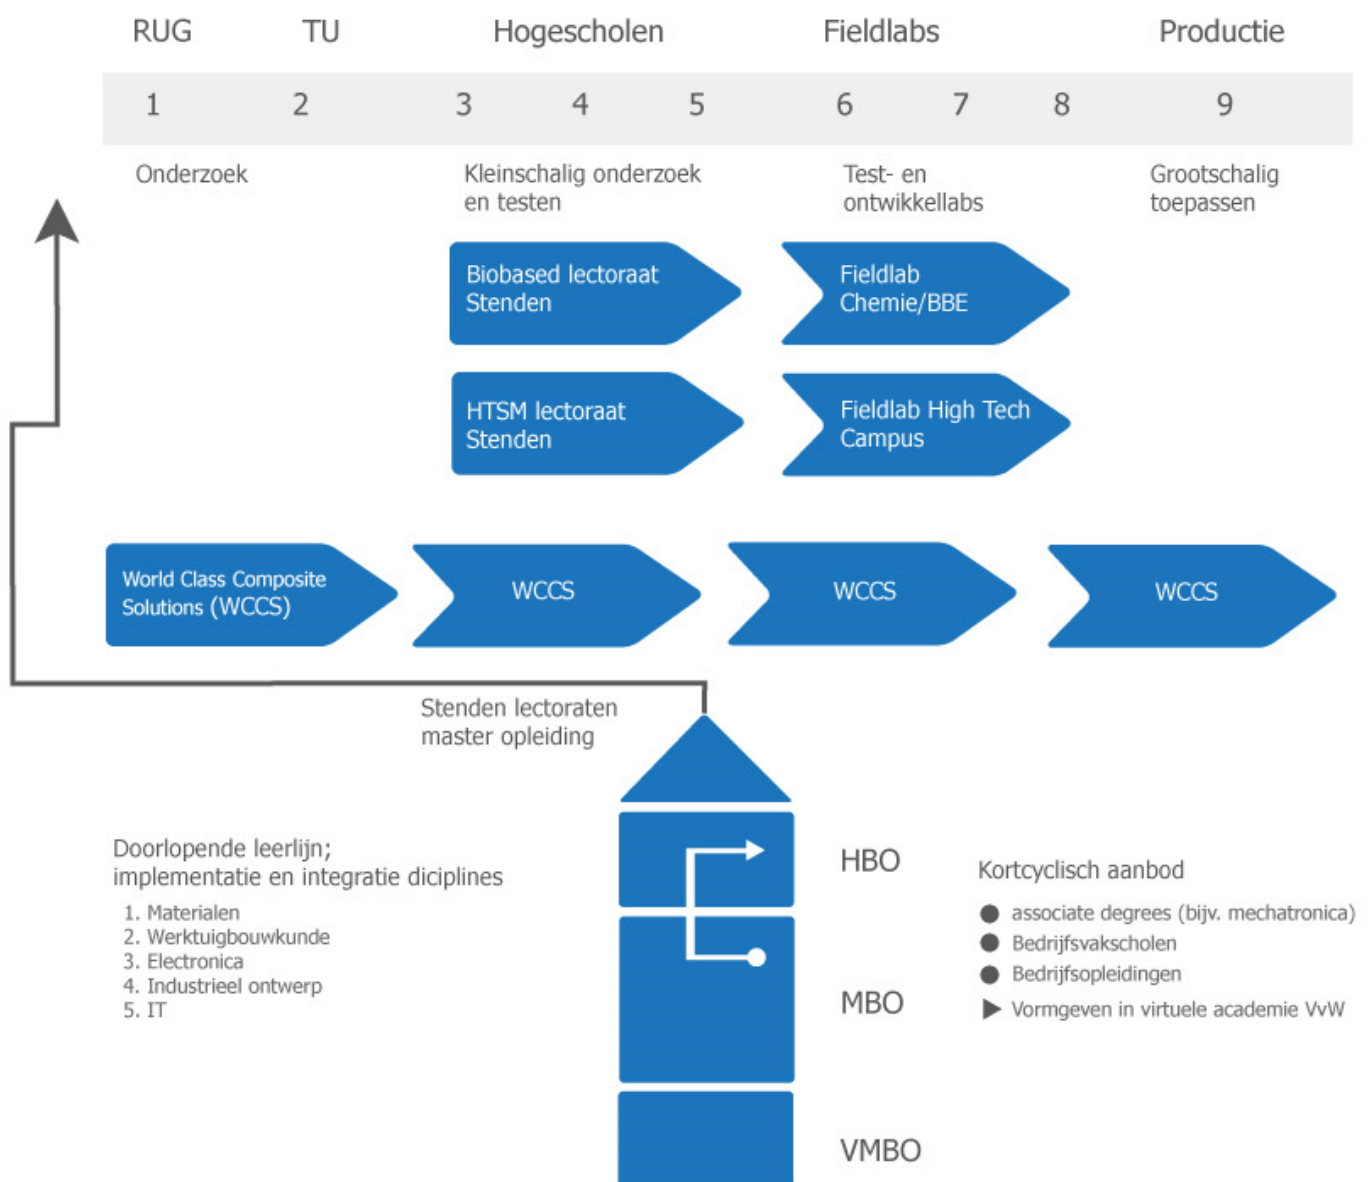 RUG TU Hogescholen Fieldlabs Productie
1 2 3 4 5 6 7 8 9
Onderzoek
Kleinschalig onderzoek
en testen
Test- en
ontwikkellabs
Grootschalig
toepassen
Biobased lectoraat
Stenden
Fieldlab
Chemie/BBE
HTSM lectoraat
Stenden
Fieldlab High Tech
Campus
World Class Composite
Solutions (WCCS)
WCCS
WCCS
WCCS
Stenden lectoraten
master opleiding
Doorlopende leerlijn;
implementatie en integratie diciplines
1. Materialen
2. Werktuigbouwkunde
3. Electronica
4. Industrieel ontwerp
5. IT
HBO
MBO
VMBO
Kortcyclisch aanbod
associate degrees (bijv. mechatronica)
Bedrijfsvakscholen
Bedrijfsopleidingen
Vormgeven in virtuele academie VvW